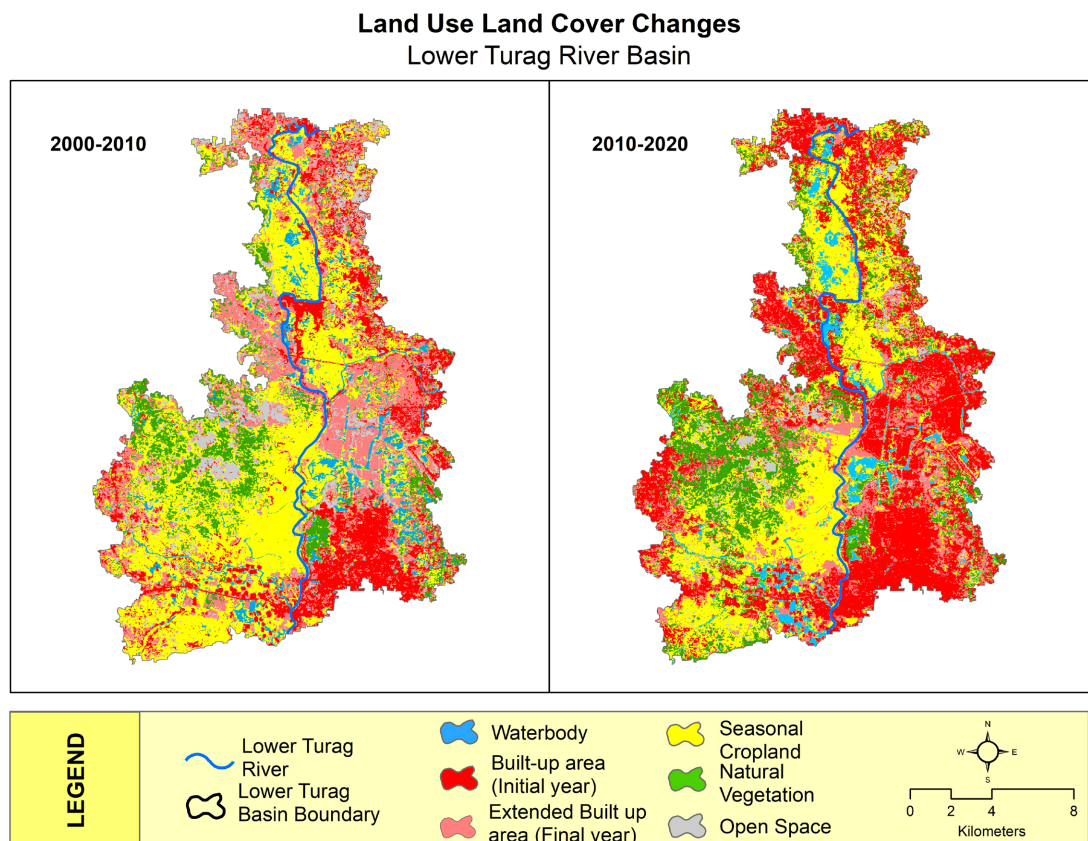 Land Use Land Cover Changes
Lower Turag River Basin
2000-2010
2010-2020
LEGEND
Lower Turag
River
Lower Turag
Basin Boundary
Waterbody
Built-up area
(Initial year)
Extended Built up
area (Final year)
Seasonal
Cropland
Natural
Vegetation
Open Space
N
W
E
S
0 2 4 8
Kilometers